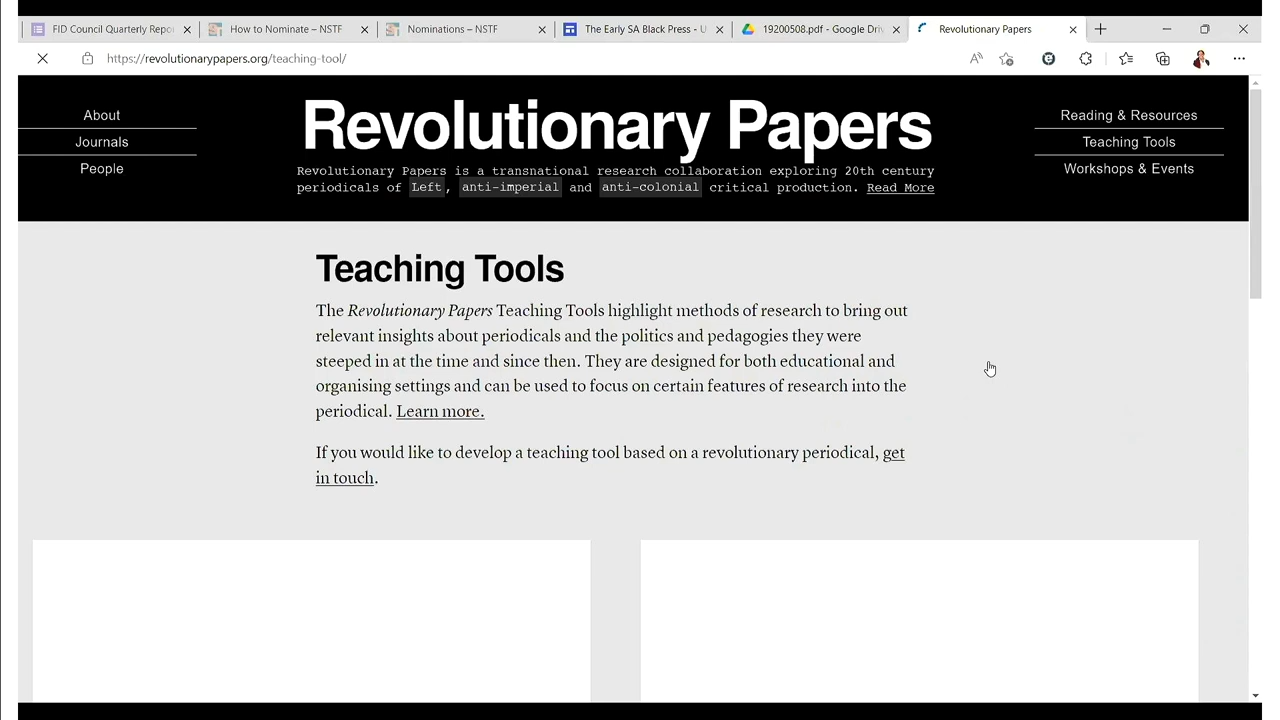 FID Council Quarterly Repo
How to Nominate – NSTF
Nominations – NSTF
The Early SA Black Press - U
19200508.pdf - Google Driv
Revolutionary Papers
https://revolutionarypapers.org/teaching-tool/
About
Journals
People
Revolutionary Papers
Revolutionary Papers is a transnational research collaboration exploring 20th century
periodicals of Left, anti-imperial and anti-colonial critical production. Read More
Reading & Resources
Teaching Tools
Workshops & Events
Teaching Tools
The Revolutionary Papers Teaching Tools highlight methods of research to bring out
relevant insights about periodicals and the politics and pedagogies they were
steeped in at the time and since then. They are designed for both educational and
organising settings and can be used to focus on certain features of research into the
periodical. Learn more.
If you would like to develop a teaching tool based on a revolutionary periodical, get
in touch.